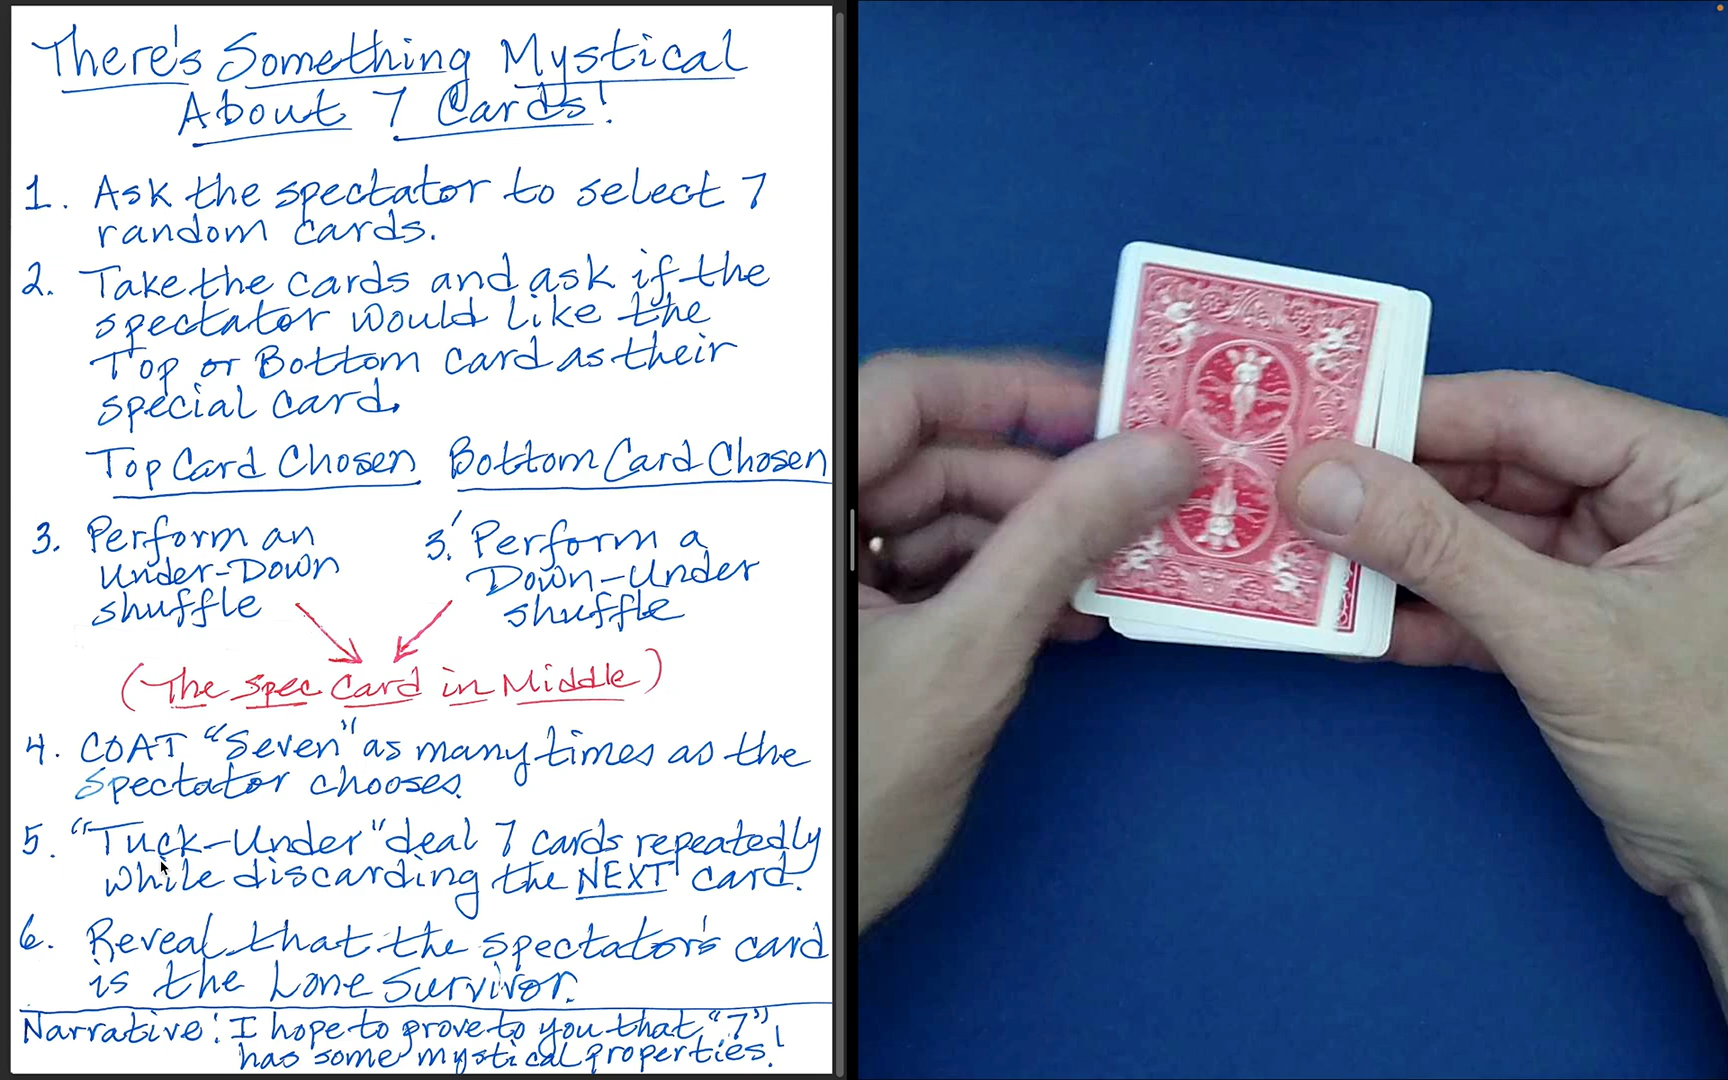 There's Something Mystical
About 7 Cards!
1. Ask the spectator to select 7
random cards.
2. Take the cards and ask if the
spectator would like the
Top or Bottom card as their
special card.
Top Card Chosen Bottom Card Chosen
3. Perform an
Under-Down
shuffle
3.' Perform a
Down-Under
shuffle
(The Spec Card in Middle)
4. COAT "Seven" as many times as the
spectator chooses.
5. "Tuck-Under" deal 7 cards repeatedly
while discarding the NEXT card.
6. Reveal that the spectator's card
is the Lone Survivor.
Narrative: I hope to prove to you that "7"
has some mystical properties!